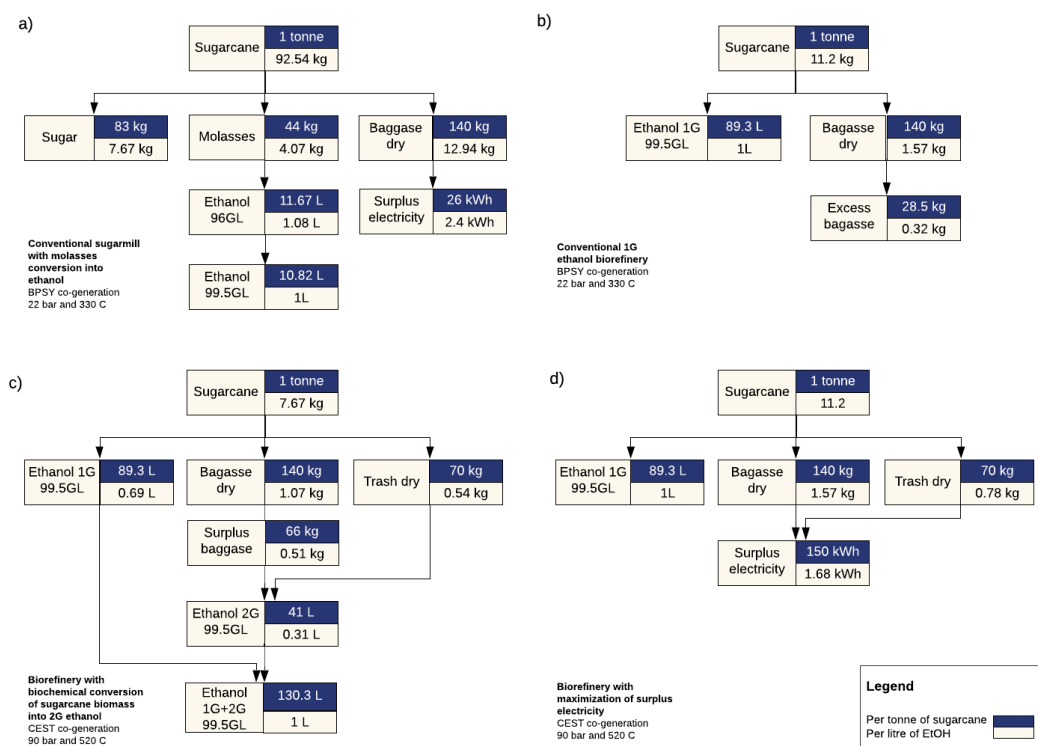 a)
Sugarcane
1 tonne
92.54 kg
Sugar
83 kg
7.67 kg
Molasses
44 kg
4.07 kg
Baggase
dry
140 kg
12.94 kg
Ethanol
96GL
11.67 L
1.08 L
Surplus
electricity
26 kWh
2.4 kWh
Ethanol
99.5GL
10.82 L
1L
Conventional sugarmill
with molasses
conversion into
ethanol
BPSY co-generation
22 bar and 330 C
b)
Sugarcane
1 tonne
11.2 kg
Ethanol 1G
99.5GL
89.3 L
1L
Bagasse
dry
140 kg
1.57 kg
Excess
bagasse
28.5 kg
0.32 kg
Conventional 1G
ethanol biorefinery
BPSY co-generation
22 bar and 330 C
c)
Sugarcane
1 tonne
7.67 kg
Ethanol 1G
99.5GL
89.3 L
0.69 L
Bagasse
dry
140 kg
1.07 kg
Trash dry
70 kg
0.54 kg
Surplus
baggase
66 kg
0.51 kg
Ethanol 2G
99.5GL
41 L
0.31 L
Ethanol
1G+2G
99.5GL
130.3 L
1 L
Biorefinery with
biochemical conversion
of sugarcane biomass
into 2G ethanol
CEST co-generation
90 bar and 520 C
d)
Sugarcane
1 tonne
11.2
Ethanol 1G
99.5GL
89.3 L
1L
Bagasse
dry
140 kg
1.57 kg
Trash dry
70 kg
0.78 kg
Surplus
electricity
150 kWh
1.68 kWh
Biorefinery with
maximization of surplus
electricity
CEST co-generation
90 bar and 520 C
Legend
Per tonne of sugarcane
Per litre of EtOH